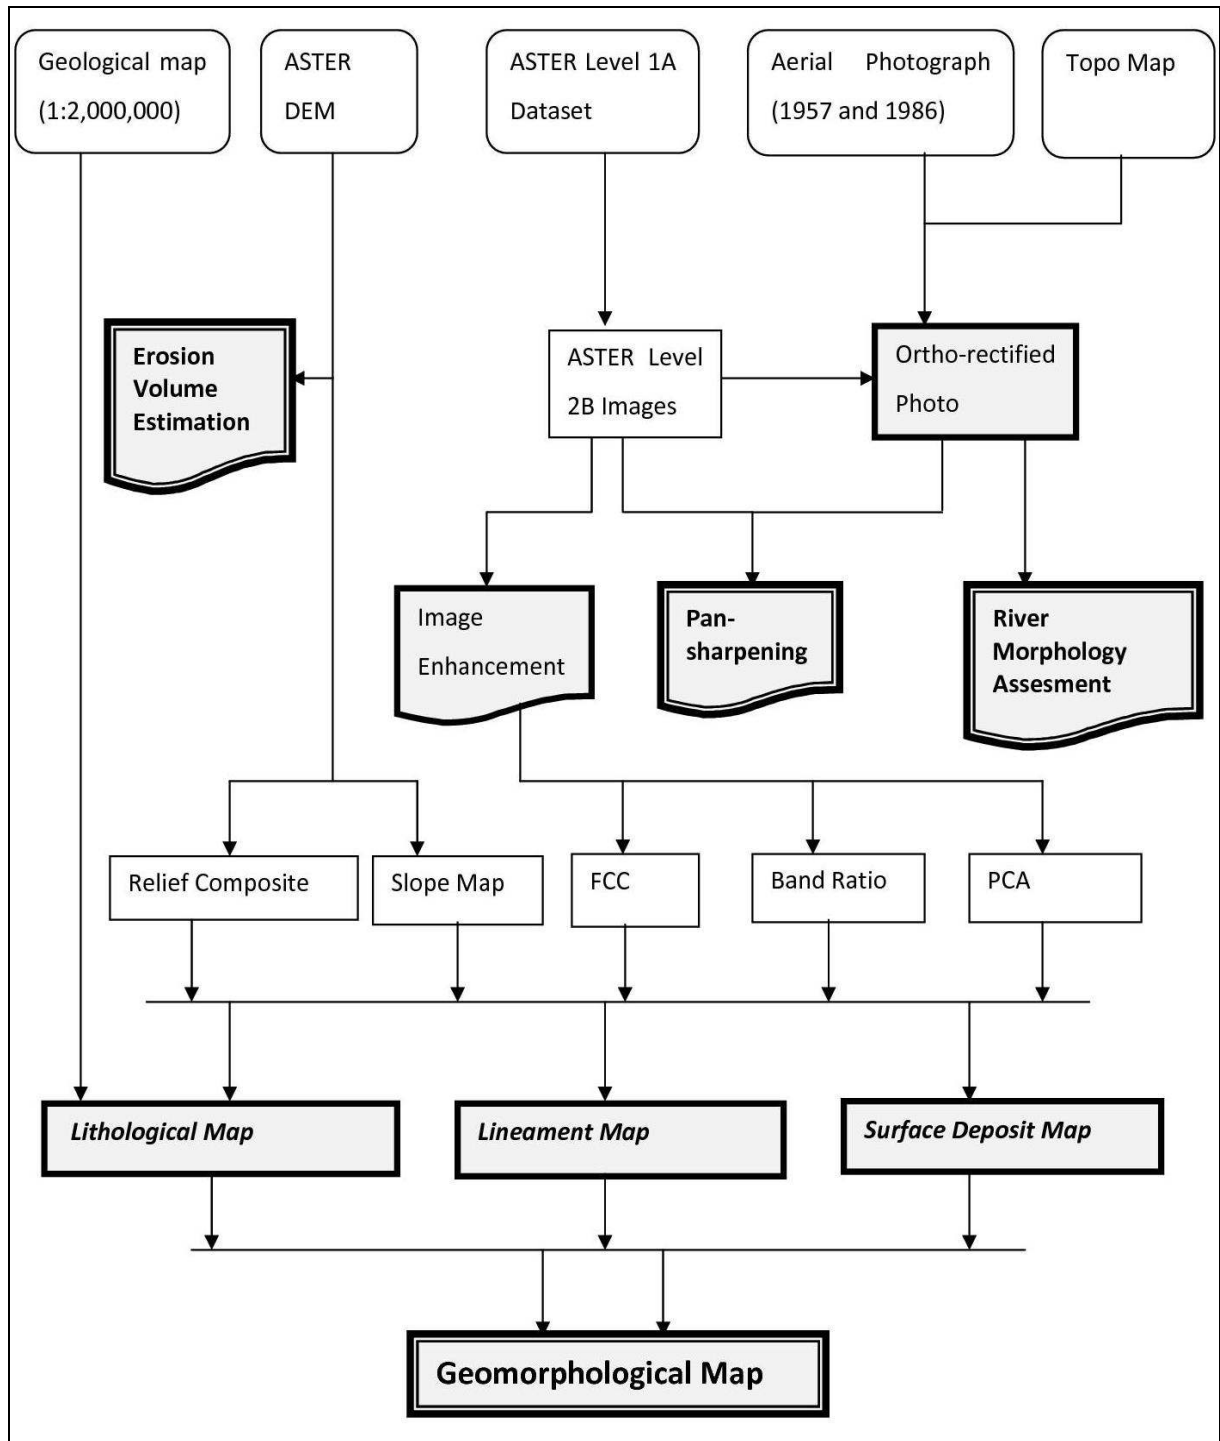 Geological map
(1:2,000,000)
ASTER
DEM
ASTER Level 1A
Dataset
Aerial Photograph
(1957 and 1986)
Topo Map
Erosion
Volume
Estimation
ASTER Level
2B Images
Ortho-rectified
Photo
Image
Enhancement
Pan-
sharpening
River
Morphology
Assesment
Relief Composite
Slope Map
FCC
Band Ratio
PCA
Lithological Map
Lineament Map
Surface Deposit Map
Geomorphological Map